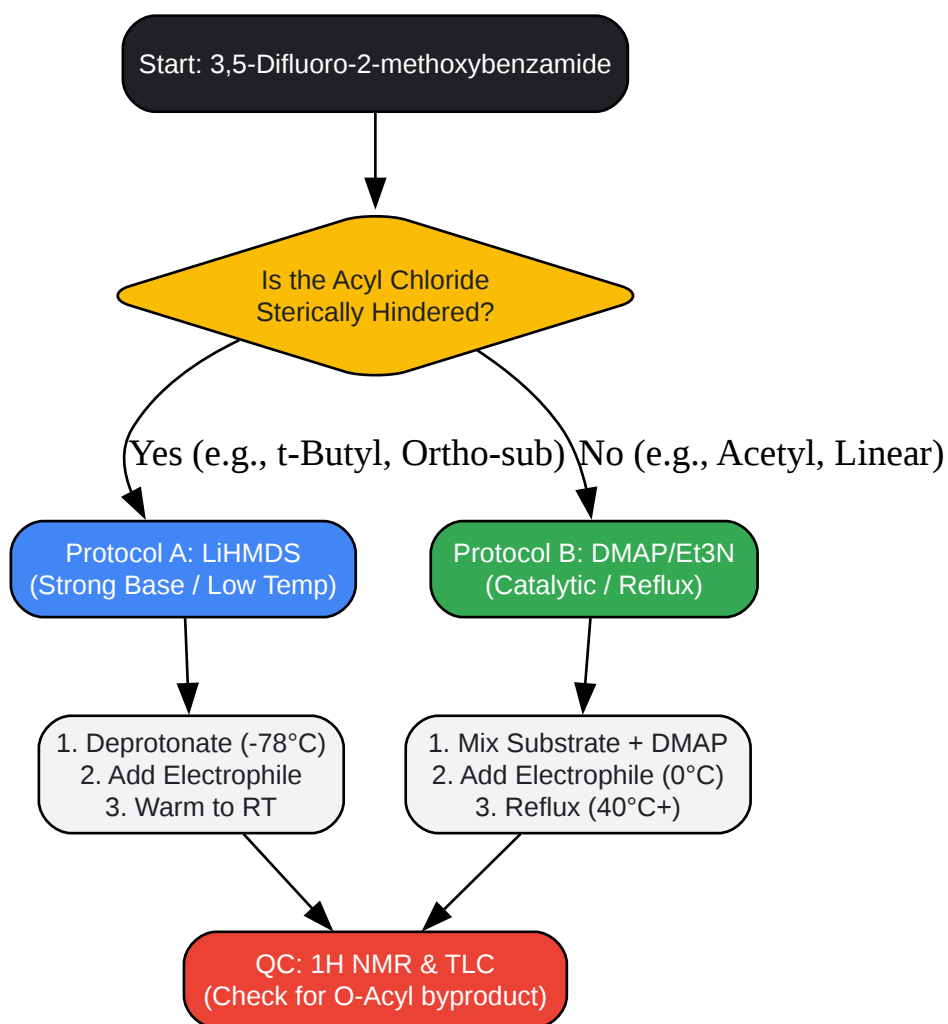 Start: 3,5-Difluoro-2-methoxybenzamide
Is the Acyl Chloride
Sterically Hindered?
Yes (e.g., t-Butyl, Ortho-sub)
No (e.g., Acetyl, Linear)
Protocol A: LiHMDS
(Strong Base / Low Temp)
Protocol B: DMAP/Et3N
(Catalytic / Reflux)
1. Deprotonate (-78°C)
2. Add Electrophile
3. Warm to RT
1. Mix Substrate + DMAP
2. Add Electrophile (0°C)
3. Reflux (40°C+)
QC: 1H NMR & TLC
(Check for O-Acyl byproduct)